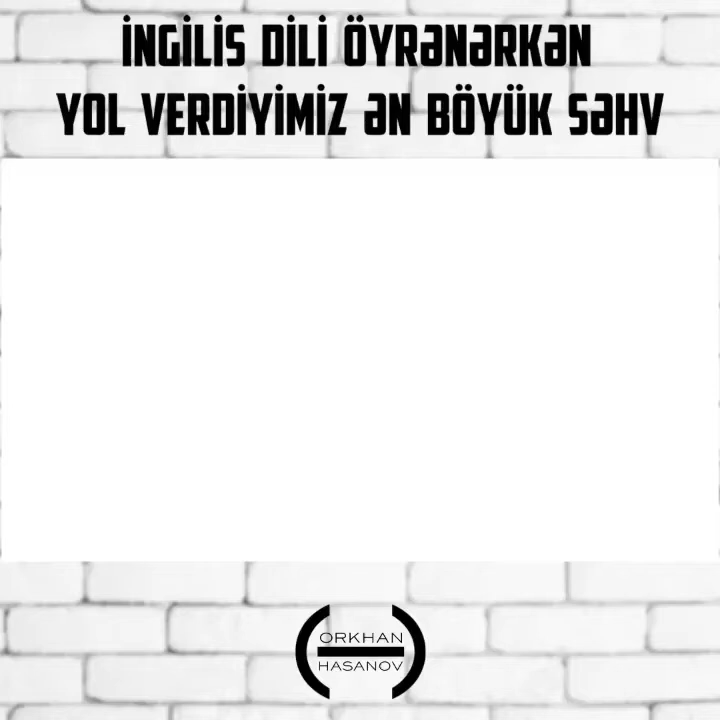 İNGİLİS DİLİ ÖYRƏNƏRKƏN
YOL VERDİYİMİZ ƏN BÖYÜK SƏHV
ORKHAN
HASANOV